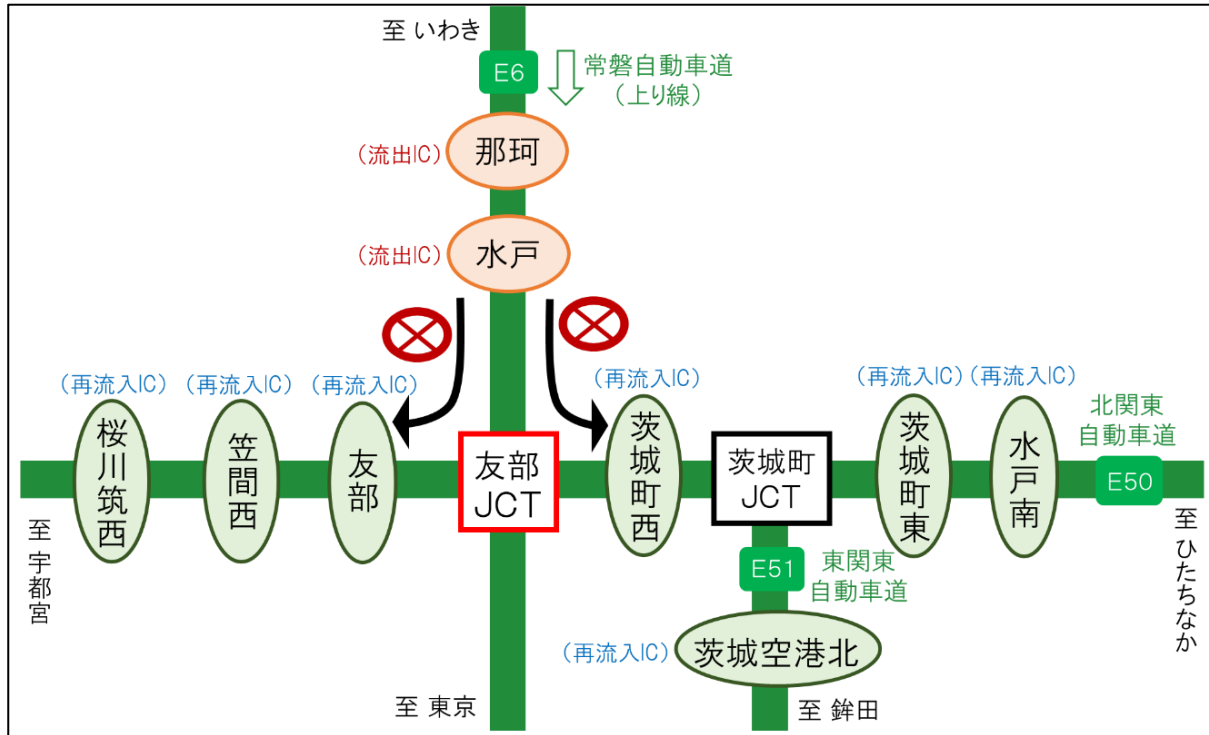 至 いわき
E6
常磐自動車道
（上り線）
（流出IC）
那珂
（流出IC）
水戸
（再流入IC）
（再流入IC）
（再流入IC）
（再流入IC）
（再流入IC）
（再流入IC）
桜川筑西
笠間西
友部
友部
JCT
茨城町西
茨城町
JCT
茨城町東
水戸南
北関東
自動車道
E50
至 宇都宮
至 ひたちなか
E51
東関東
自動車道
（再流入IC）
茨城空港北
至 東京
至 鉾田